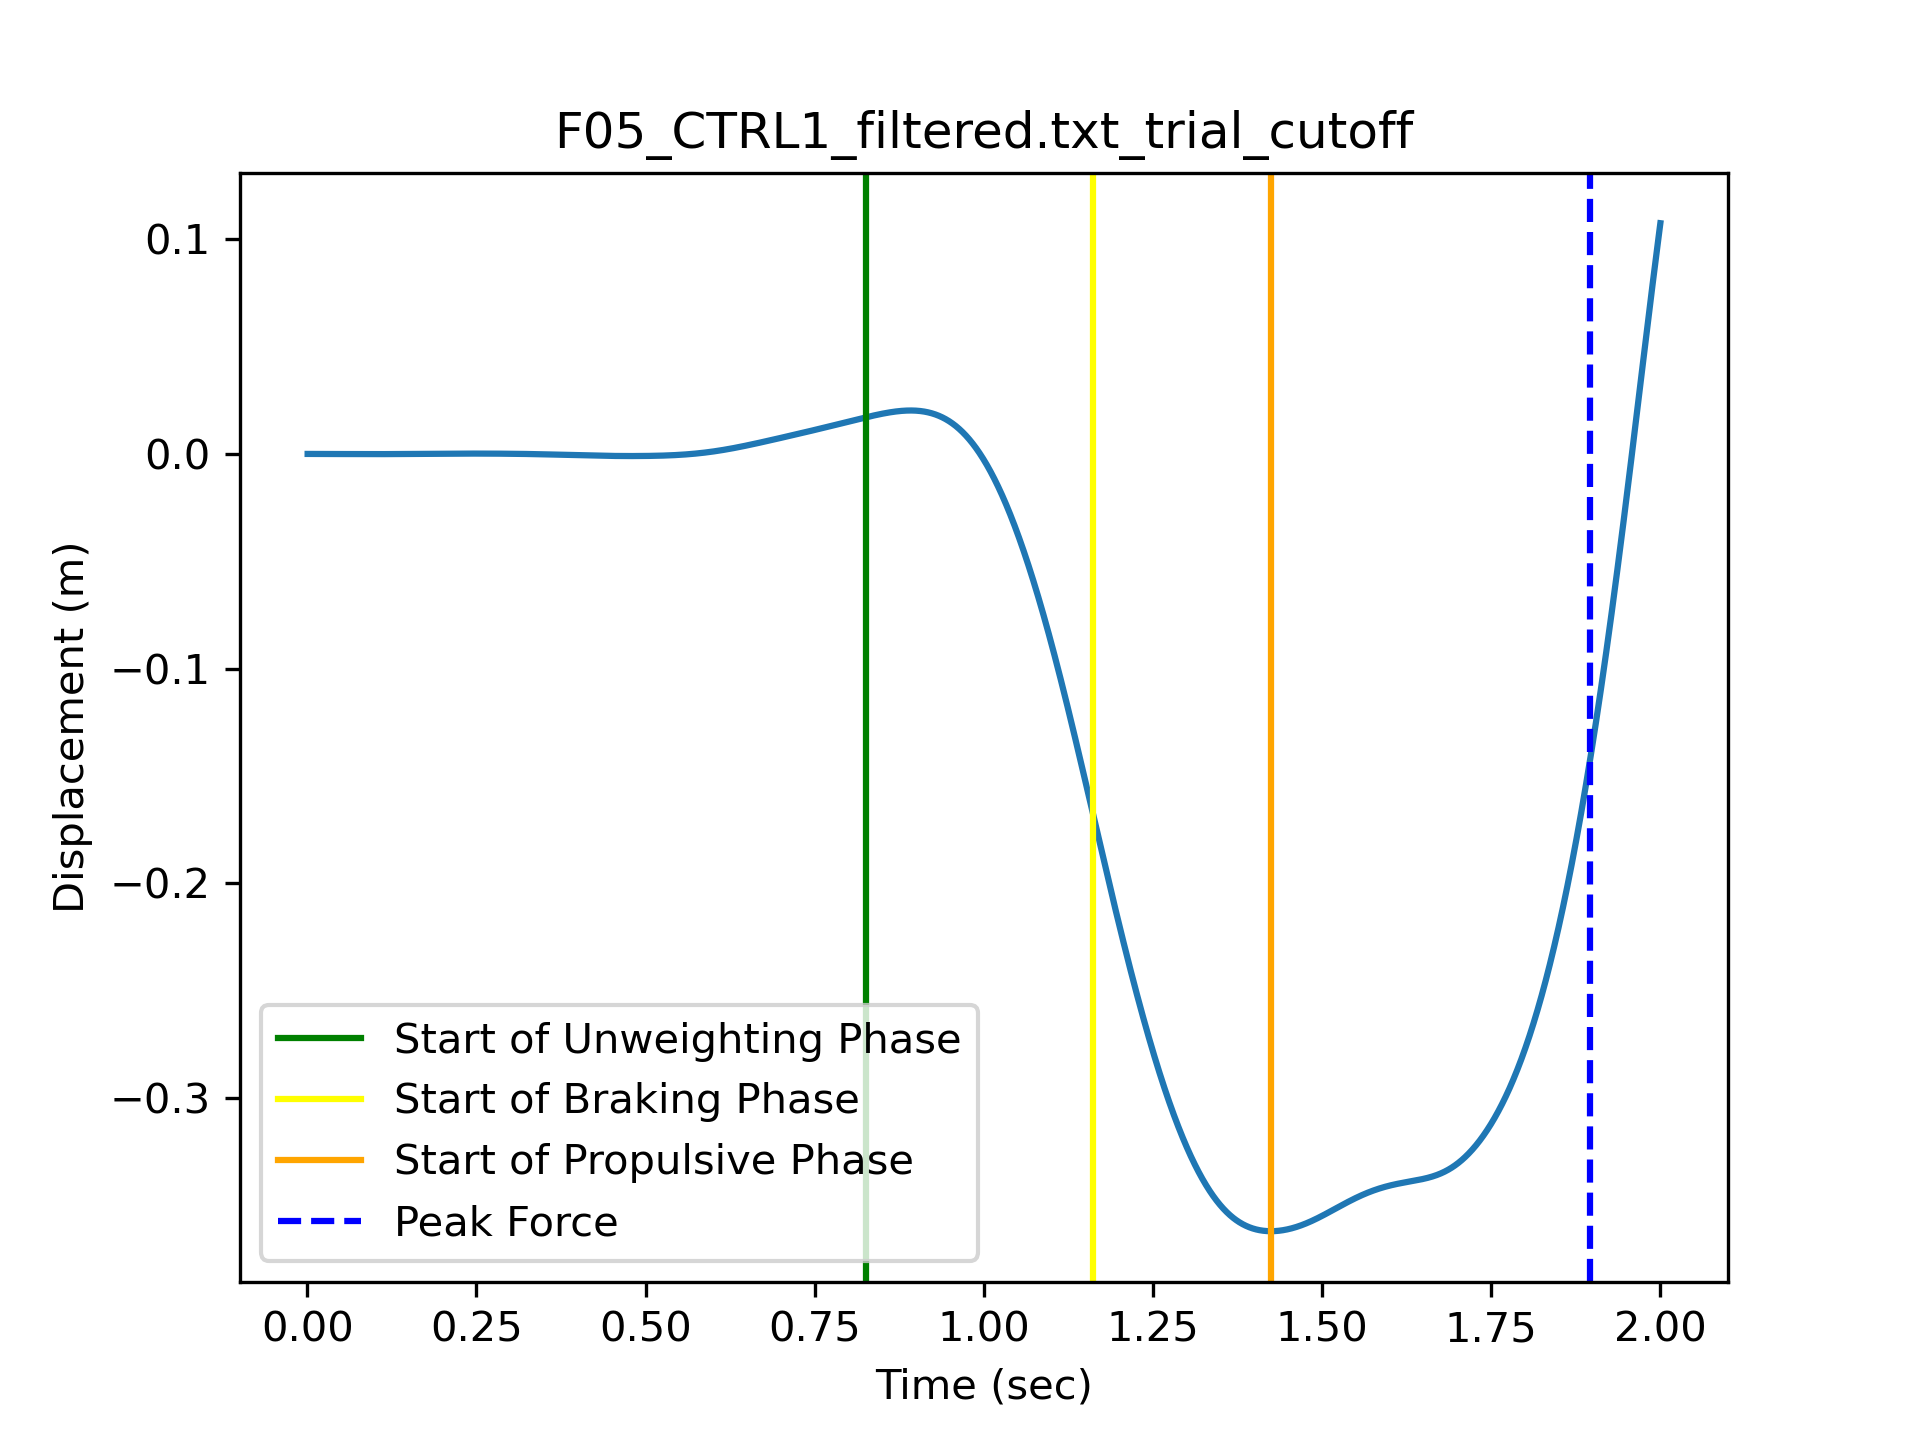 F05_CTRL1_filtered.txt_trial_cutoff
0.1
0.0
−0.1
−0.2
−0.3
Displacement (m)
Start of Unweighting Phase
Start of Braking Phase
Start of Propulsive Phase
Peak Force
0.00 0.25 0.50 0.75 1.00 1.25 1.50 1.75 2.00
Time (sec)